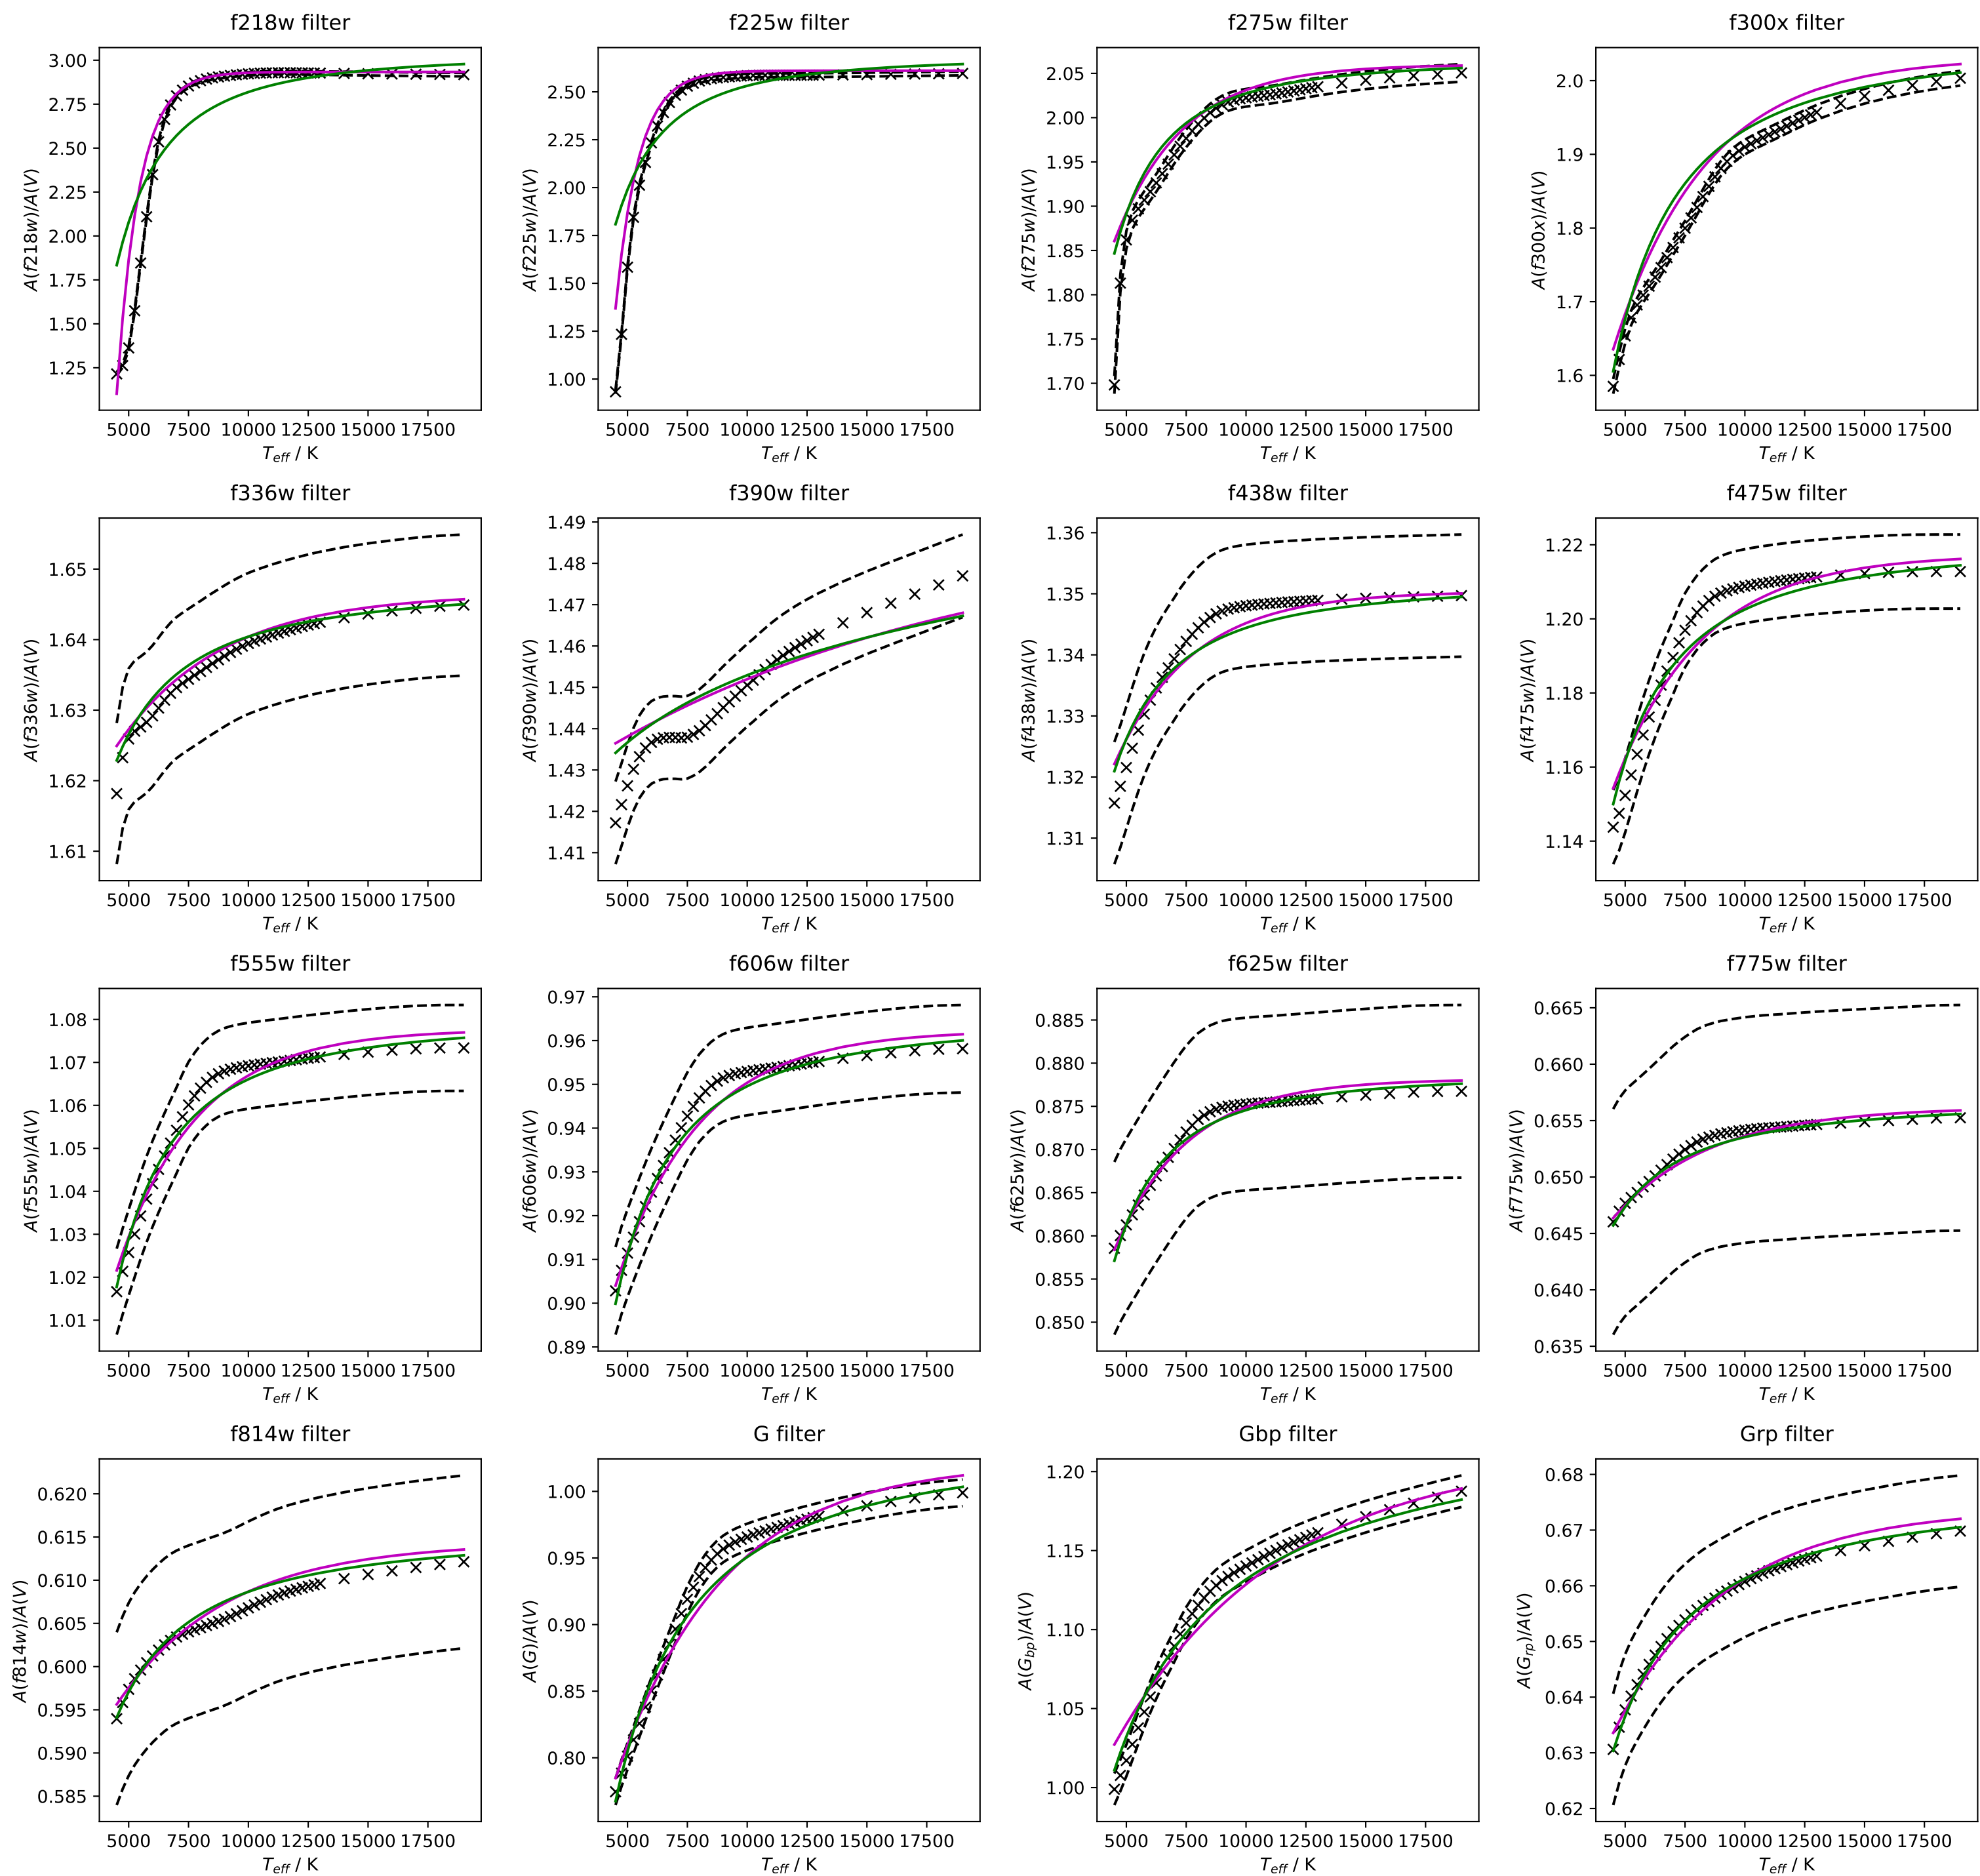 f218w filter
f225w filter
f275w filter
f300x filter
3.00
2.75
2.50
2.25
2.00
1.75
1.50
1.25
A(f218w)/A(V)
5000 7500 10000 12500 15000 17500
T_eff / K
2.50
2.25
2.00
1.75
1.50
1.25
1.00
A(f225w)/A(V)
5000 7500 10000 12500 15000 17500
T_eff / K
2.05
2.00
1.95
1.90
1.85
1.80
1.75
1.70
A(f275w)/A(V)
5000 7500 10000 12500 15000 17500
T_eff / K
2.0
1.9
1.8
1.7
1.6
A(f300x)/A(V)
5000 7500 10000 12500 15000 17500
T_eff / K
f336w filter
f390w filter
f438w filter
f475w filter
1.65
1.64
1.63
1.62
1.61
A(f336w)/A(V)
5000 7500 10000 12500 15000 17500
T_eff / K
1.49
1.48
1.47
1.46
1.45
1.44
1.43
1.42
1.41
A(f390w)/A(V)
5000 7500 10000 12500 15000 17500
T_eff / K
1.36
1.35
1.34
1.33
1.32
1.31
A(f438w)/A(V)
5000 7500 10000 12500 15000 17500
T_eff / K
1.22
1.20
1.18
1.16
1.14
A(f475w)/A(V)
5000 7500 10000 12500 15000 17500
T_eff / K
f555w filter
f606w filter
f625w filter
f775w filter
1.08
1.07
1.06
1.05
1.04
1.03
1.02
1.01
A(f555w)/A(V)
5000 7500 10000 12500 15000 17500
T_eff / K
0.97
0.96
0.95
0.94
0.93
0.92
0.91
0.90
0.89
A(f606w)/A(V)
5000 7500 10000 12500 15000 17500
T_eff / K
0.885
0.880
0.875
0.870
0.865
0.860
0.855
0.850
A(f625w)/A(V)
5000 7500 10000 12500 15000 17500
T_eff / K
0.665
0.660
0.655
0.650
0.645
0.640
0.635
A(f775w)/A(V)
5000 7500 10000 12500 15000 17500
T_eff / K
f814w filter
G filter
Gbp filter
Grp filter
0.620
0.615
0.610
0.605
0.600
0.595
0.590
0.585
A(f814w)/A(V)
5000 7500 10000 12500 15000 17500
T_eff / K
1.00
0.95
0.90
0.85
0.80
A(G)/A(V)
5000 7500 10000 12500 15000 17500
T_eff / K
1.20
1.15
1.10
1.05
1.00
A(G_bp)/A(V)
5000 7500 10000 12500 15000 17500
T_eff / K
0.68
0.67
0.66
0.65
0.64
0.63
0.62
A(G_rp)/A(V)
5000 7500 10000 12500 15000 17500
T_eff / K